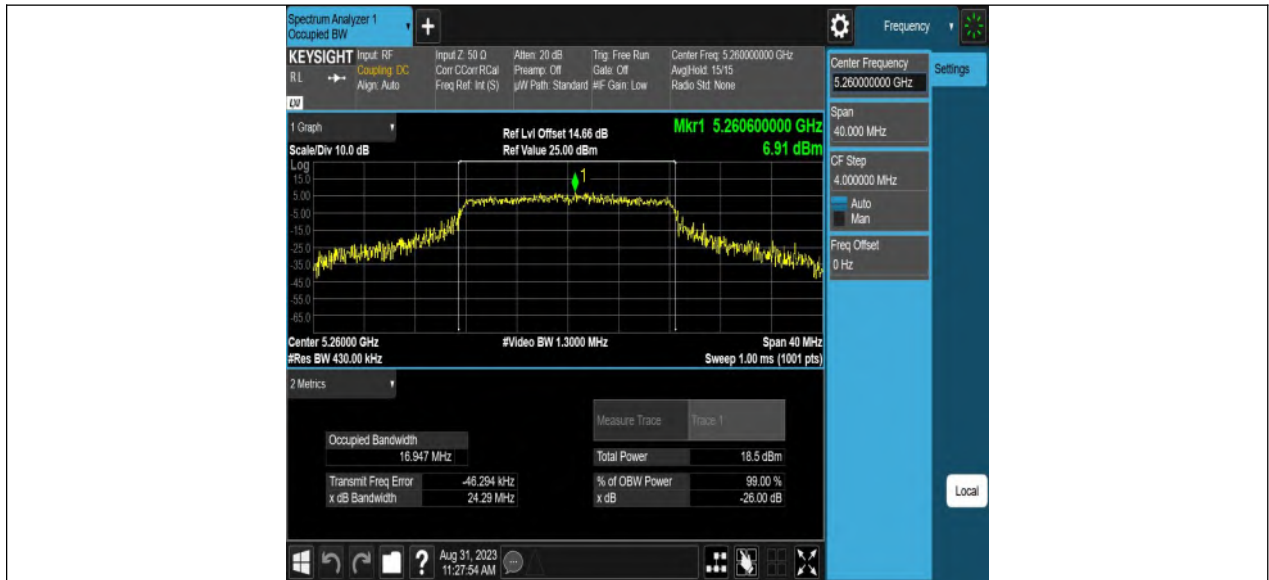 Spectrum Analyzer 1
Occupied BW
+
Frequency
KEYSIGHT
RL
LXI
Input: RF
Coupling: DC
Align: Auto
Input Z: 50 Ω
Corr CCorr RCal
Freq Ref: Int (S)
Atten: 20 dB
Preamp: Off
µW Path: Standard
Trig: Free Run
Gate: Off
#IF Gain: Low
Center Freq: 5.260000000 GHz
Avg|Hold: 15/15
Radio Std: None
Center Frequency
5.260000000 GHz
Settings
Span
40.000 MHz
CF Step
4.000000 MHz
Auto
Man
Freq Offset
0 Hz
Local
1 Graph
Scale/Div 10.0 dB
Ref Lvl Offset 14.66 dB
Ref Value 25.00 dBm
Mkr1 5.260600000 GHz
6.91 dBm
Log
15.0
5.00
-5.00
-15.0
-25.0
-35.0
-45.0
-55.0
-65.0
1
Center 5.26000 GHz
#Video BW 1.3000 MHz
Span 40 MHz
#Res BW 430.00 kHz
Sweep 1.00 ms (1001 pts)
2 Metrics
Measure Trace Trace 1
Occupied Bandwidth
16.947 MHz
Total Power 18.5 dBm
Transmit Freq Error -46.294 kHz
% of OBW Power 99.00 %
x dB Bandwidth 24.29 MHz
x dB -26.00 dB
?
Aug 31, 2023
11:27:54 AM